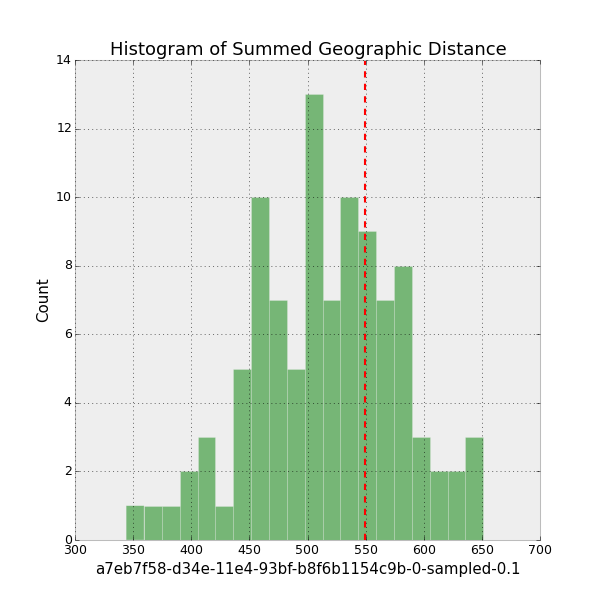 Histogram of Summed Geographic Distance
14
12
10
8
6
4
2
0
Count
300 350 400 450 500 550 600 650 700
a7eb7f58-d34e-11e4-93bf-b8f6b1154c9b-0-sampled-0.1